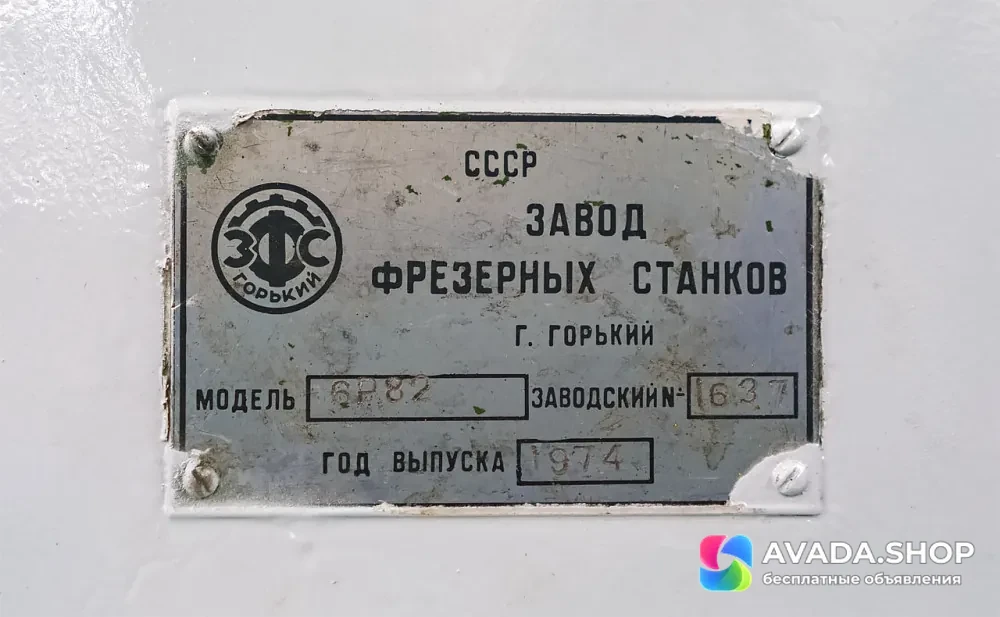 СССР
ЗАВОД
ЗФС
ГОРЬКИЙ
ФРЕЗЕРНЫХ СТАНКОВ
Г. ГОРЬКИЙ
МОДЕЛЬ 6Р82 ЗАВОДСКИЙ № 1637
ГОД ВЫПУСКА 1974
AVADA.SHOP
бесплатные объявления